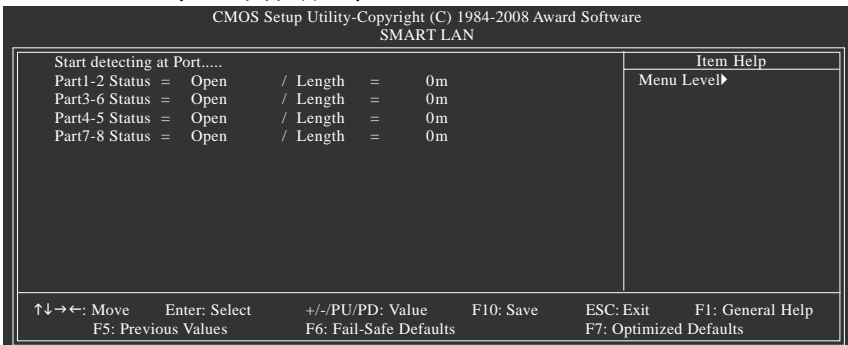 CMOS Setup Utility-Copyright (C) 1984-2008 Award Software
SMART LAN
Start detecting at Port.....
Part1-2 Status = Open / Length = 0m
Part3-6 Status = Open / Length = 0m
Part4-5 Status = Open / Length = 0m
Part7-8 Status = Open / Length = 0m
Item Help
Menu Level▶
↑↓→←: Move Enter: Select +/-/PU/PD: Value F10: Save ESC: Exit F1: General Help
F5: Previous Values F6: Fail-Safe Defaults F7: Optimized Defaults